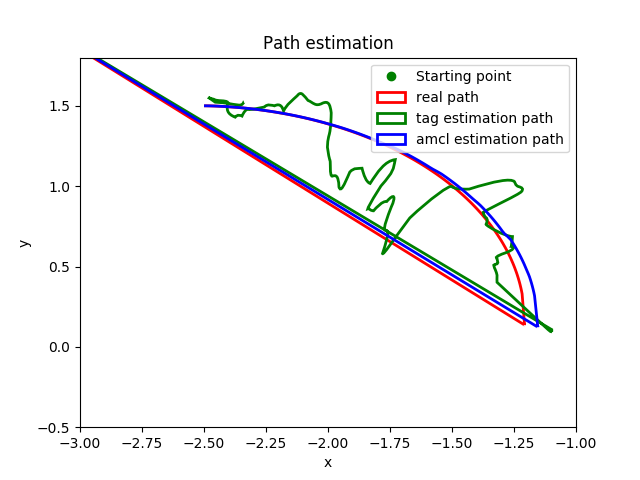 Path estimation
Starting point
real path
tag estimation path
amcl estimation path
y
1.5
1.0
0.5
0.0
−0.5
−3.00 −2.75 −2.50 −2.25 −2.00 −1.75 −1.50 −1.25 −1.00
x